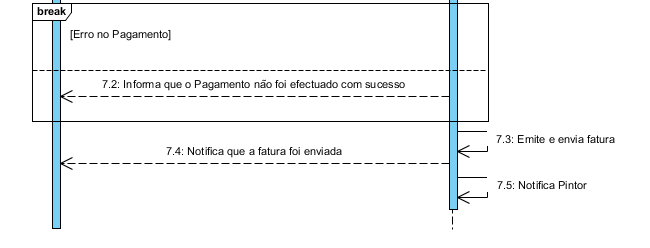 break
[Erro no Pagamento]
7.2: Informa que o Pagamento não foi efectuado com sucesso
7.3: Emite e envia fatura
7.4: Notifica que a fatura foi enviada
7.5: Notifica Pintor